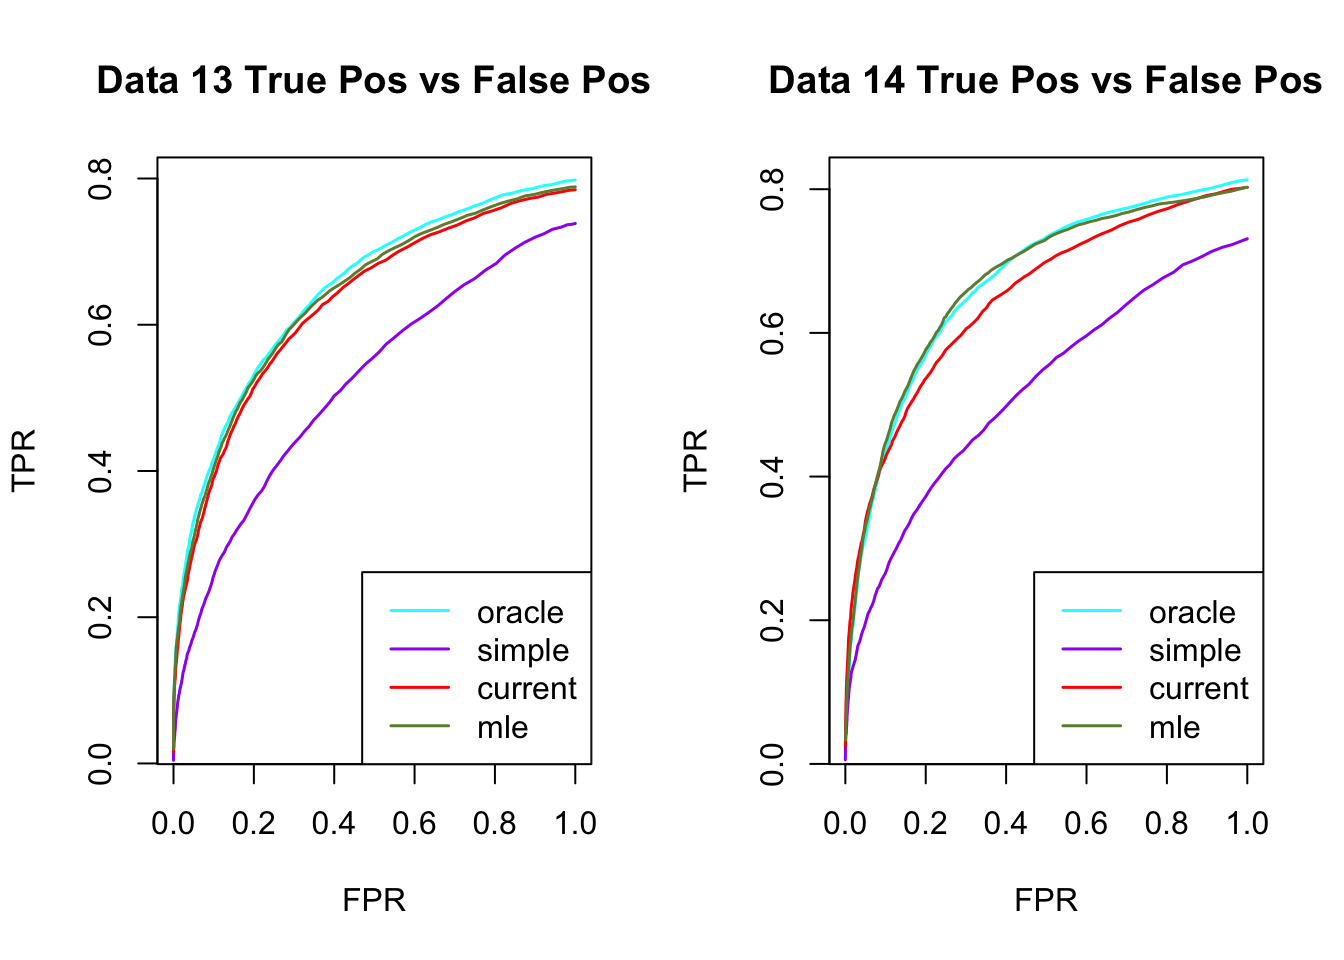 Data 13 True Pos vs False Pos
TPR
0.8
0.6
0.4
0.2
0.0
oracle
simple
current
mle
0.0 0.2 0.4 0.6 0.8 1.0
FPR
Data 14 True Pos vs False Pos
TPR
0.8
0.6
0.4
0.2
0.0
oracle
simple
current
mle
0.0 0.2 0.4 0.6 0.8 1.0
FPR